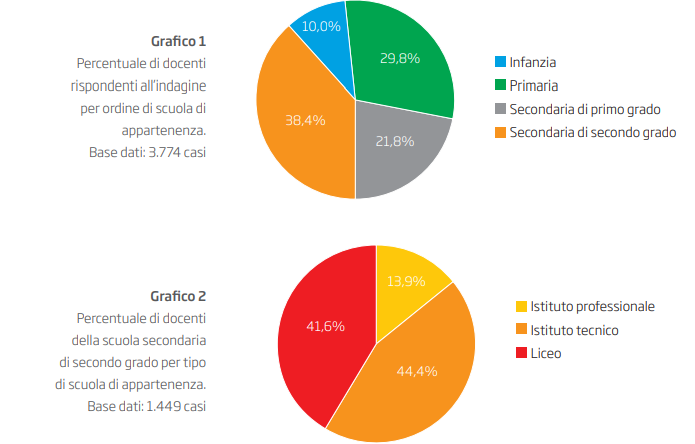 Grafico 1
Percentuale di docenti
rispondenti all'indagine
per ordine di scuola di
appartenenza.
Base dati: 3.774 casi
10,0%
29,8%
38,4%
21,8%
Infanzia
Primaria
Secondaria di primo grado
Secondaria di secondo grado
Grafico 2
Percentuale di docenti
della scuola secondaria
di secondo grado per tipo
di scuola di appartenenza.
Base dati: 1.449 casi
13,9%
41,6%
44,4%
Istituto professionale
Istituto tecnico
Liceo